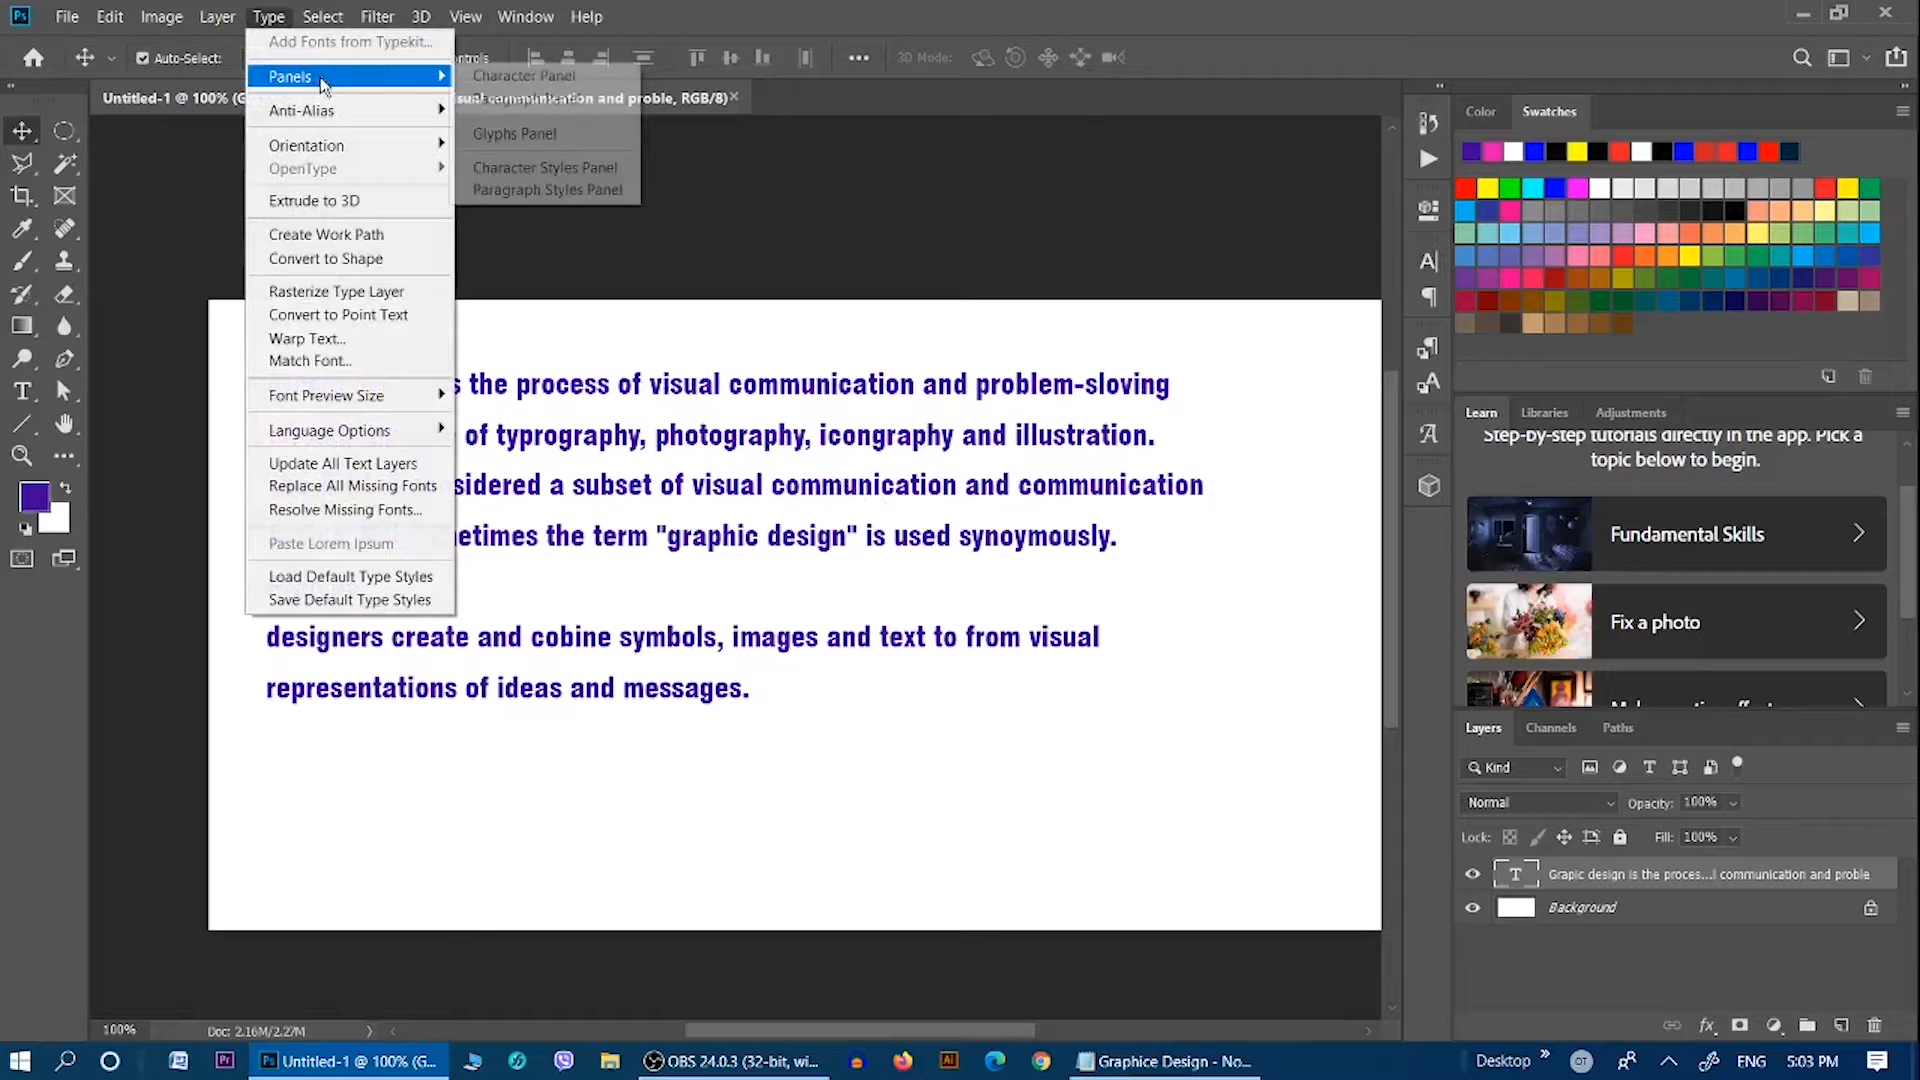 Ps File Edit Image Layer Type Select Filter 3D View Window Help
Auto-Select: 3D Mode:
Untitled-1 @ 100% (G visual communication and proble, RGB/8)
Add Fonts from Typekit...
Panels
Anti-Alias
Orientation
OpenType
Extrude to 3D
Create Work Path
Convert to Shape
Rasterize Type Layer
Convert to Point Text
Warp Text...
Match Font...
Font Preview Size
Language Options
Update All Text Layers
Replace All Missing Fonts
Resolve Missing Fonts...
Paste Lorem Ipsum
Load Default Type Styles
Save Default Type Styles
Character Panel
Glyphs Panel
Character Styles Panel
Paragraph Styles Panel
s the process of visual communication and problem-sloving
of typrography, photography, icongraphy and illustration.
sidered a subset of visual communication and communication
etimes the term "graphic design" is used synoymously.
designers create and cobine symbols, images and text to from visual
representations of ideas and messages.
Color Swatches
Learn Libraries Adjustments
Step-by-step tutorials directly in the app. Pick a
topic below to begin.
Fundamental Skills
Fix a photo
Layers Channels Paths
Kind
Normal Opacity: 100%
Lock: Fill: 100%
T Grapic design is the proces...l communication and proble
Background
100% Doc: 2.16M/2.27M
Ps Untitled-1 @ 100% (G... OBS 24.0.3 (32-bit, wi... Ai Graphice Design - No... Desktop ENG 5:03 PM